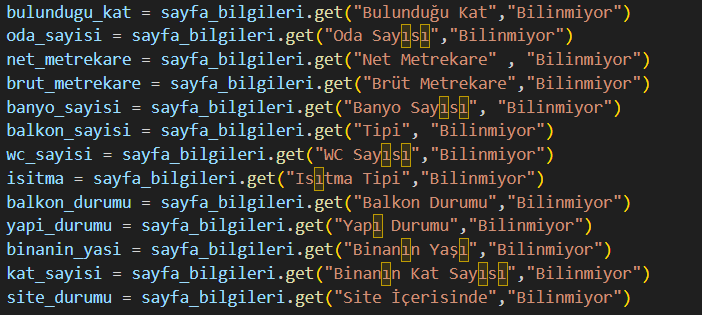 bulundugu_kat = sayfa_bilgileri.get("Bulunduğu Kat","Bilinmiyor")
oda_sayisi = sayfa_bilgileri.get("Oda Sayısı","Bilinmiyor")
net_metrekare = sayfa_bilgileri.get("Net Metrekare" , "Bilinmiyor")
brut_metrekare = sayfa_bilgileri.get("Brüt Metrekare","Bilinmiyor")
banyo_sayisi = sayfa_bilgileri.get("Banyo Sayısı", "Bilinmiyor")
balkon_sayisi = sayfa_bilgileri.get("Tipi", "Bilinmiyor")
wc_sayisi = sayfa_bilgileri.get("WC Sayısı","Bilinmiyor")
isitma = sayfa_bilgileri.get("Isıtma Tipi","Bilinmiyor")
balkon_durumu = sayfa_bilgileri.get("Balkon Durumu","Bilinmiyor")
yapi_durumu = sayfa_bilgileri.get("Yapı Durumu","Bilinmiyor")
binanin_yasi = sayfa_bilgileri.get("Binanın Yaşı","Bilinmiyor")
kat_sayisi = sayfa_bilgileri.get("Binanın Kat Sayısı","Bilinmiyor")
site_durumu = sayfa_bilgileri.get("Site İçerisinde","Bilinmiyor")